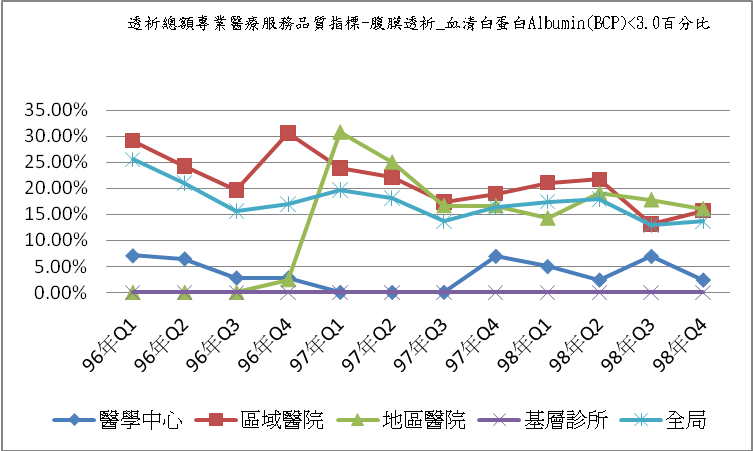 透析總額專業醫療服務品質指標-腹膜透析_血清白蛋白Albumin(BCP)<3.0百分比
35.00%
30.00%
25.00%
20.00%
15.00%
10.00%
5.00%
0.00%
96年Q1 96年Q2 96年Q3 96年Q4 97年Q1 97年Q2 97年Q3 97年Q4 98年Q1 98年Q2 98年Q3 98年Q4
醫學中心 區域醫院 地區醫院 基層診所 全局